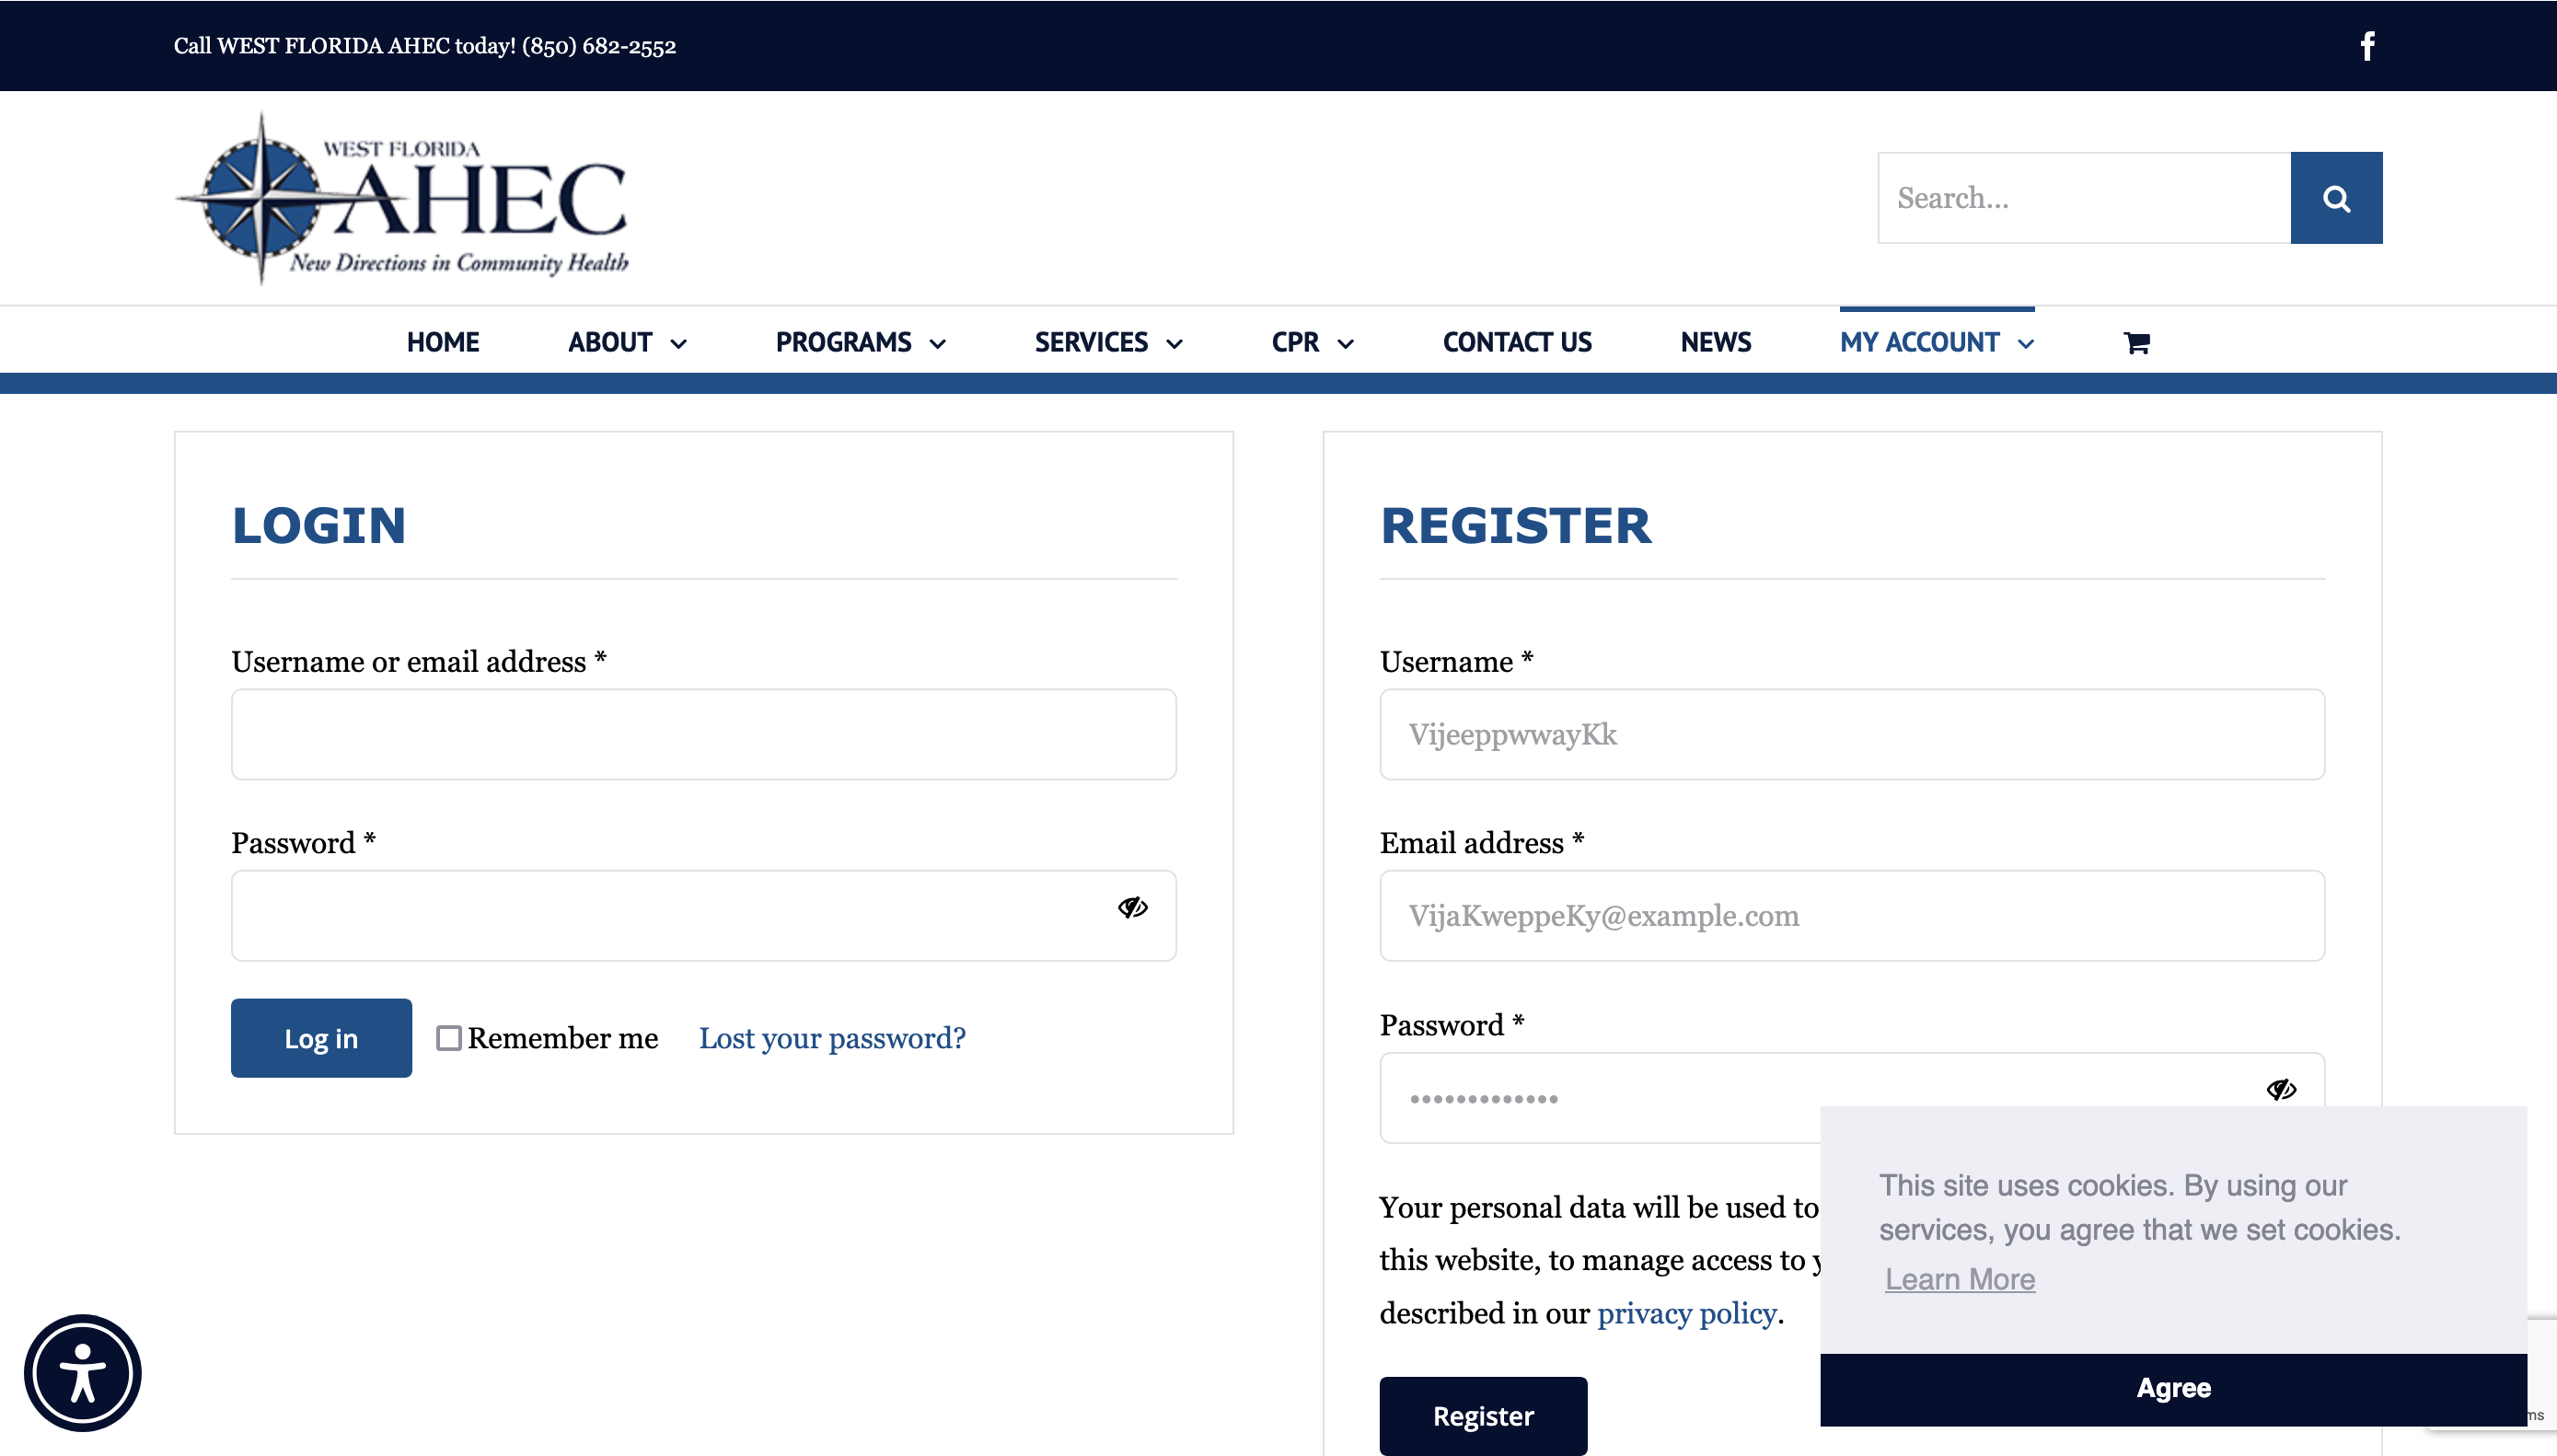 Call WEST FLORIDA AHEC today! (850) 682-2552
WEST FLORIDA
AHEC
New Directions in Community Health
Search...
HOME ABOUT PROGRAMS SERVICES CPR CONTACT US NEWS MY ACCOUNT
LOGIN
Username or email address *
Password *
Log in Remember me Lost your password?
REGISTER
Username *
VijeeppwwayKk
Email address *
VijaKweppeKy@example.com
Password *
•••••••••••••
Your personal data will be used to
this website, to manage access to
described in our privacy policy.
Register
This site uses cookies. By using our
services, you agree that we set cookies.
Learn More
Agree